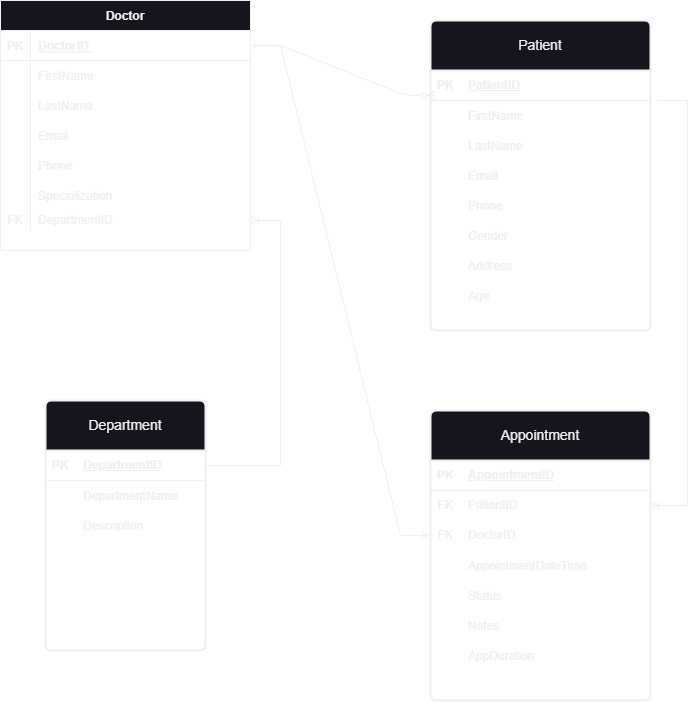 Doctor
PK DoctorID
FirstName
LastName
Email
Phone
Specialization
FK DepartmentID
Patient
PK PatientID
FirstName
LastName
Email
Phone
Gender
Address
Age
Department
PK DepartmentID
DepartmentName
Description
Appointment
PK AppointmentID
FK PatientID
FK DoctorID
AppointmentDateTime
Status
Notes
AppDuration